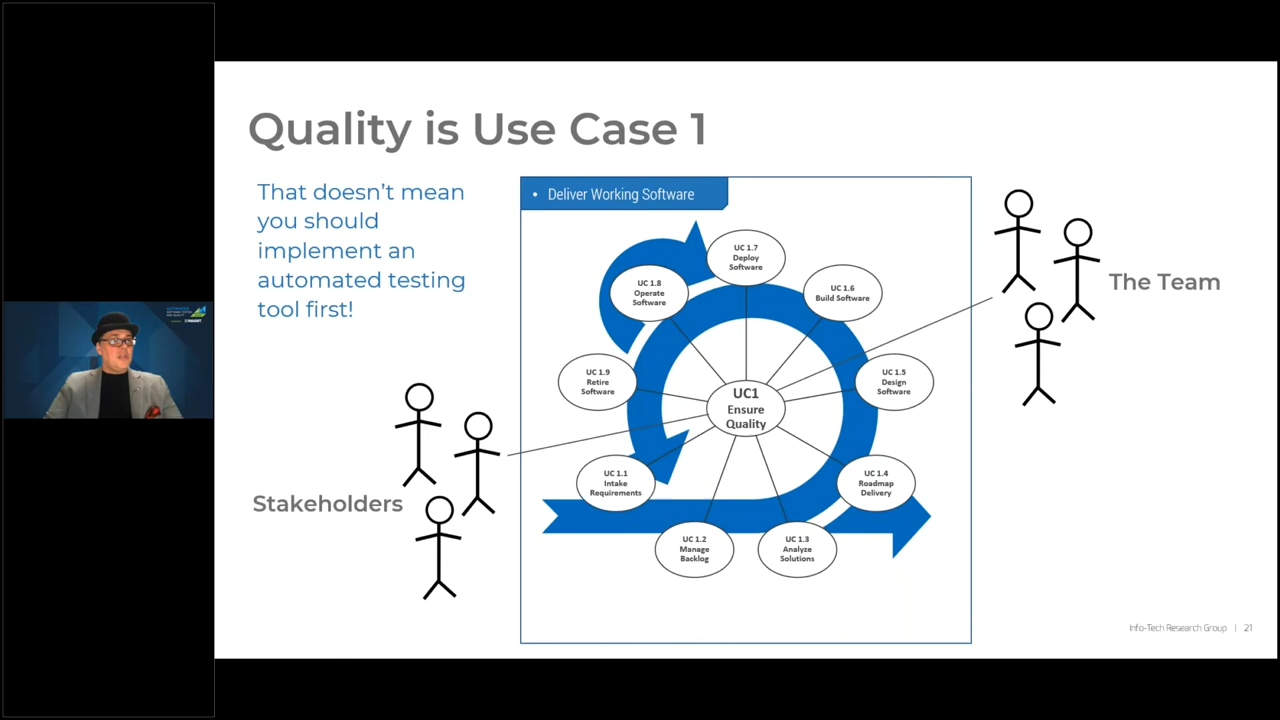 Quality is Use Case 1
That doesn't mean
you should
implement an
automated testing
tool first!
• Deliver Working Software
UC 1.7
Deploy
Software
UC 1.8
Operate
Software
UC 1.6
Build Software
UC 1.9
Retire
Software
UC 1.5
Design
Software
UC1
Ensure
Quality
UC 1.1
Intake
Requirements
UC 1.4
Roadmap
Delivery
UC 1.2
Manage
Backlog
UC 1.3
Analyze
Solutions
The Team
Stakeholders
Info-Tech Research Group | 21